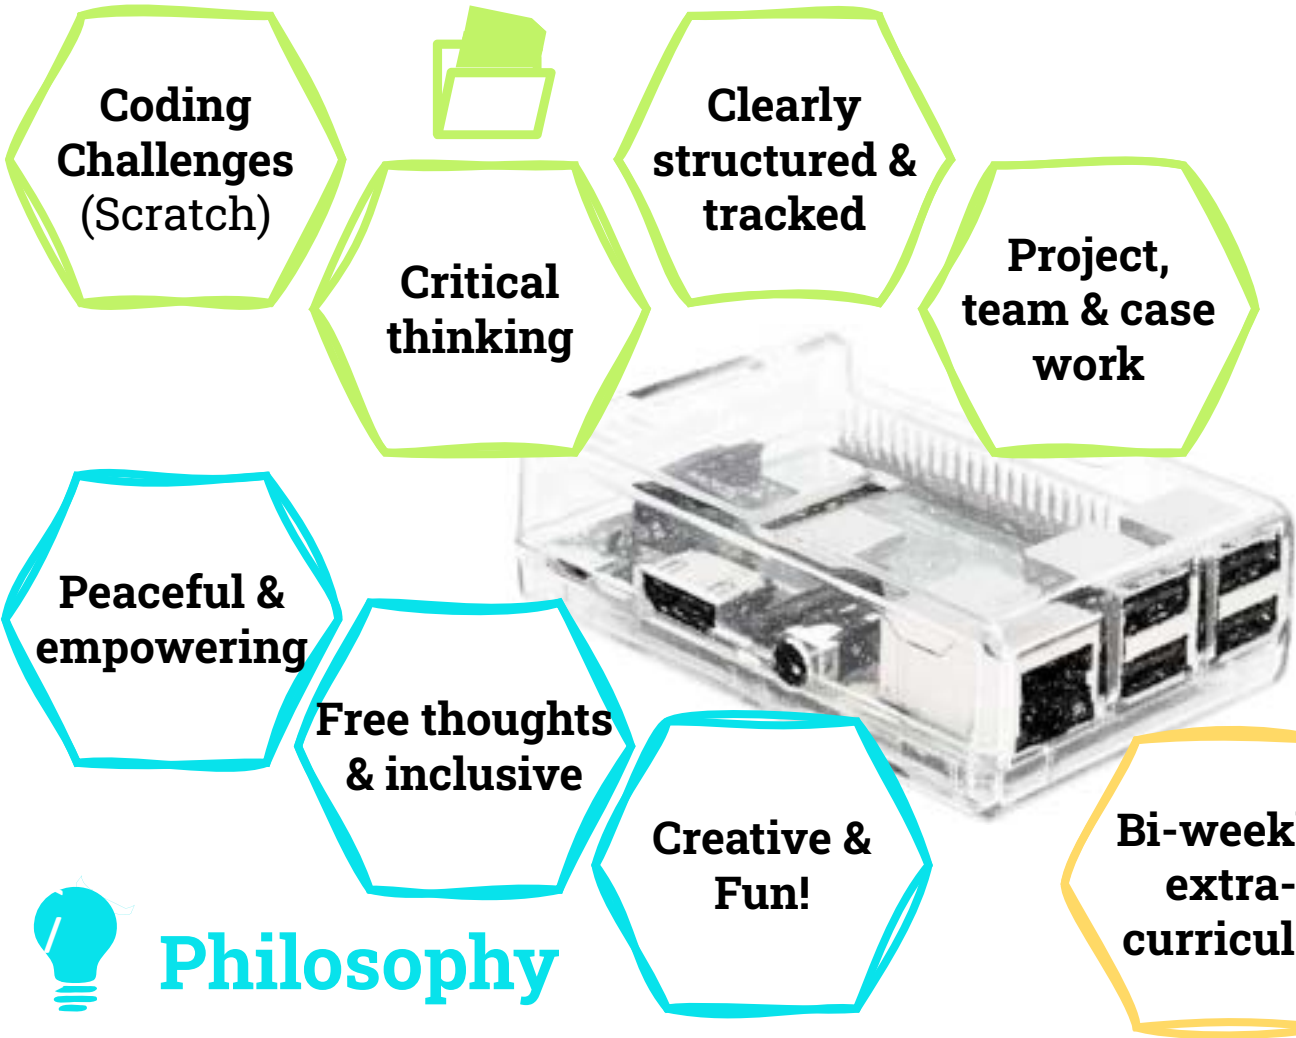 Coding
Challenges
(Scratch)
Critical
thinking
Clearly
structured &
tracked
Project,
team & case
work
Peaceful &
empowering
Free thoughts
& inclusive
Creative &
Fun!
extra-
Philosophy